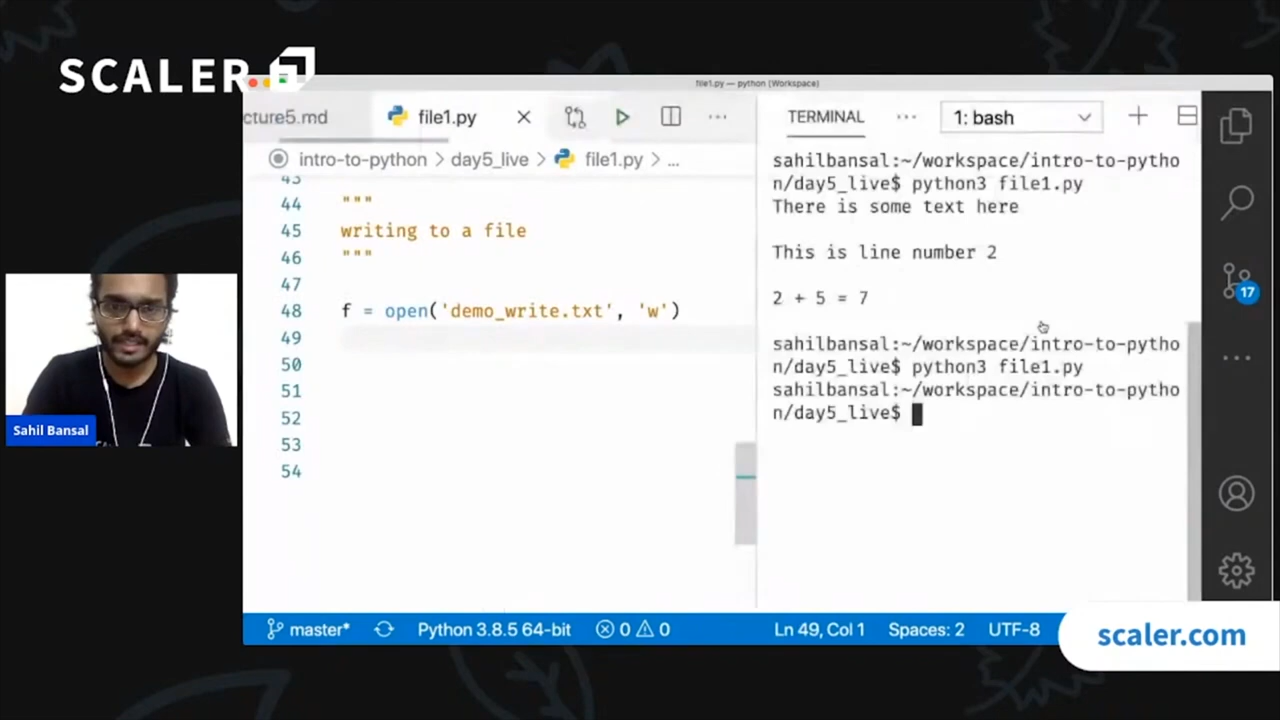 SCALER
file1.py — python (Workspace)
cture5.md
file1.py
intro-to-python > day5_live > file1.py > ...
43
44 """
45 writing to a file
46 """
47
48 f = open('demo_write.txt', 'w')
49
50
51
52
53
54
TERMINAL
1: bash
sahilbansal:~/workspace/intro-to-pytho
n/day5_live$ python3 file1.py
There is some text here
This is line number 2
2 + 5 = 7
sahilbansal:~/workspace/intro-to-pytho
n/day5_live$ python3 file1.py
sahilbansal:~/workspace/intro-to-pytho
n/day5_live$
17
Sahil Bansal
master*
Python 3.8.5 64-bit
0
0
Ln 49, Col 1
Spaces: 2
UTF-8
scaler.com